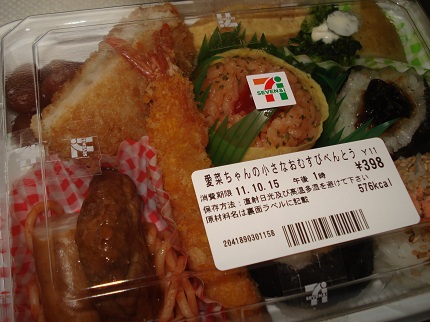 7
SEVEN&i
愛菜ちゃんの小さなおむすびべんとう V11
消費期限 11.10.15 午後 1時 ¥398
保存方法:直射日光及び高温多湿を避けて下さい
原材料名は裏面ラベルに記載 576kcal
2041890301158